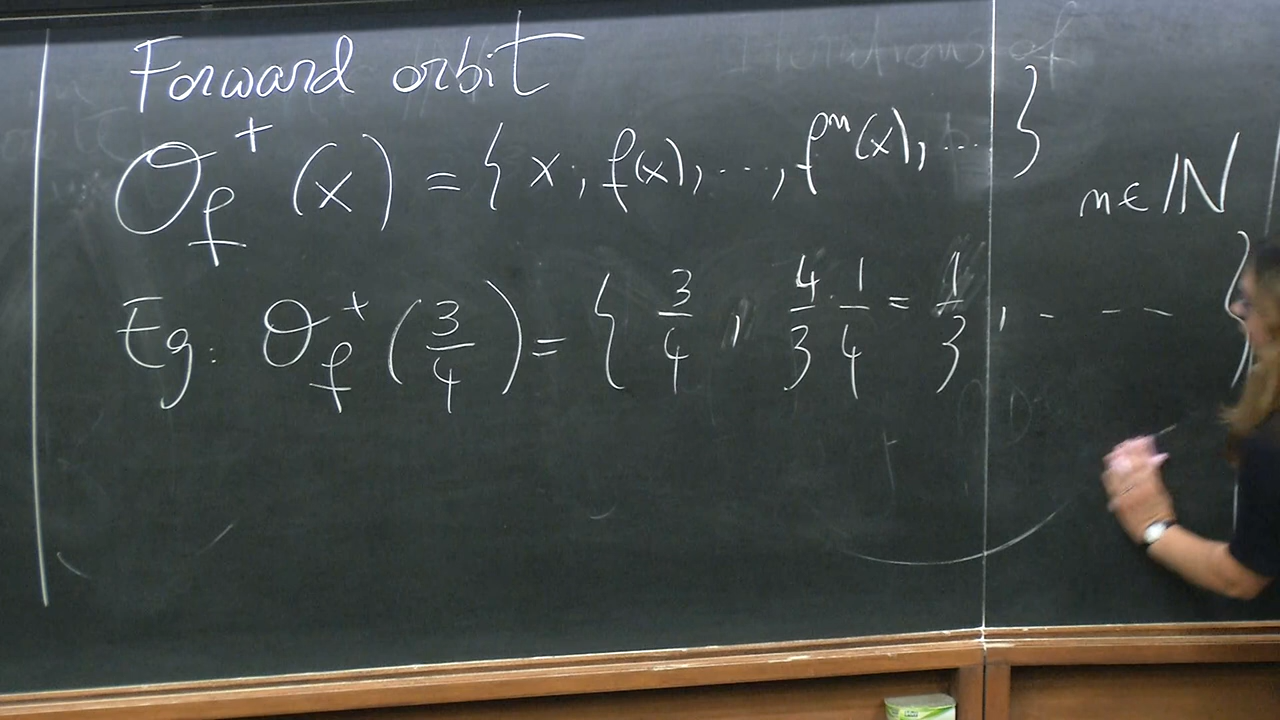 Forward orbit
O_f^+ (x) = { x, f(x), ..., f^n(x), ... } n ∈ ℕ
Eg: O_f^+ (3/4) = { 3/4, 4/3 · 1/4 = 1/3, - - - }